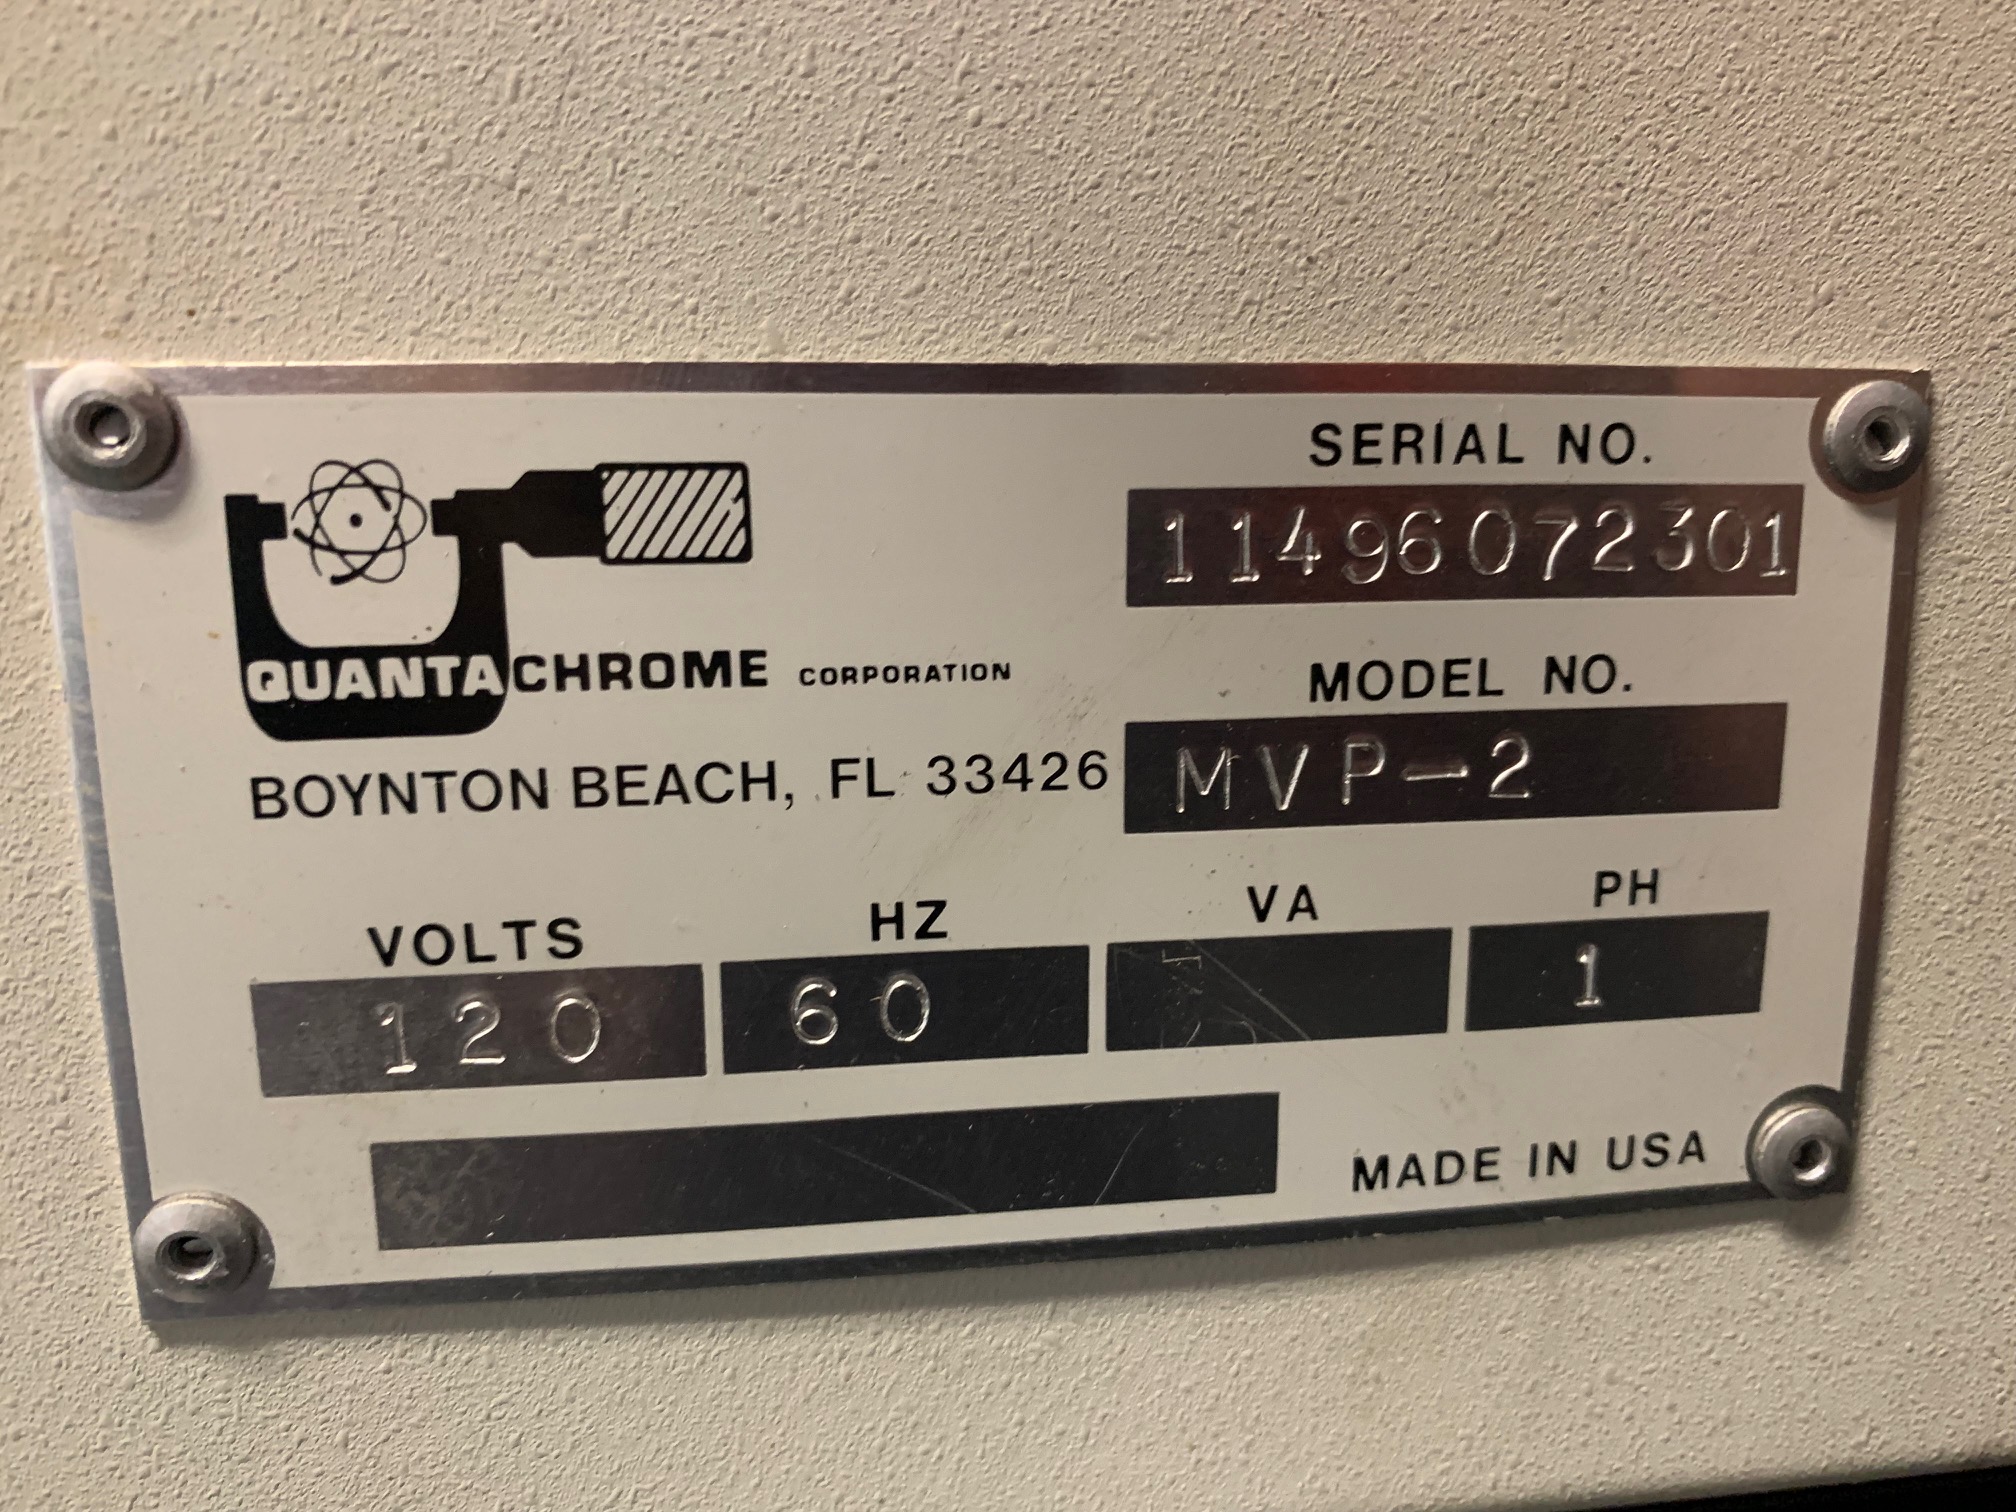 SERIAL NO.
11496072301
QUANTACHROME CORPORATION
MODEL NO.
BOYNTON BEACH, FL 33426
MVP-2
VOLTS HZ VA PH
120 60 1
MADE IN USA